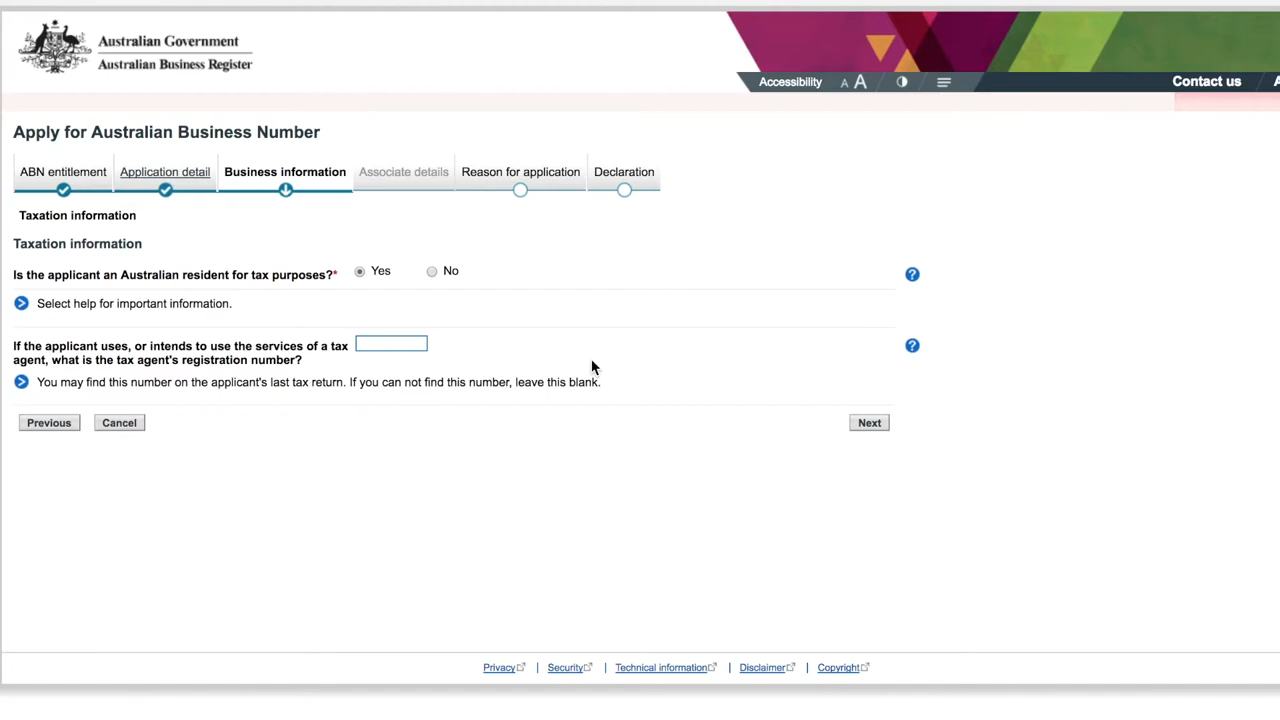 Australian Government
Australian Business Register
Accessibility A A
Contact us
A
Apply for Australian Business Number
ABN entitlement Application detail Business information Associate details Reason for application Declaration
Taxation information
Taxation information
Is the applicant an Australian resident for tax purposes?* Yes No ?
Select help for important information.
If the applicant uses, or intends to use the services of a tax
agent, what is the tax agent's registration number? ?
You may find this number on the applicant's last tax return. If you can not find this number, leave this blank.
Previous Cancel Next
Privacy | Security | Technical information | Disclaimer | Copyright